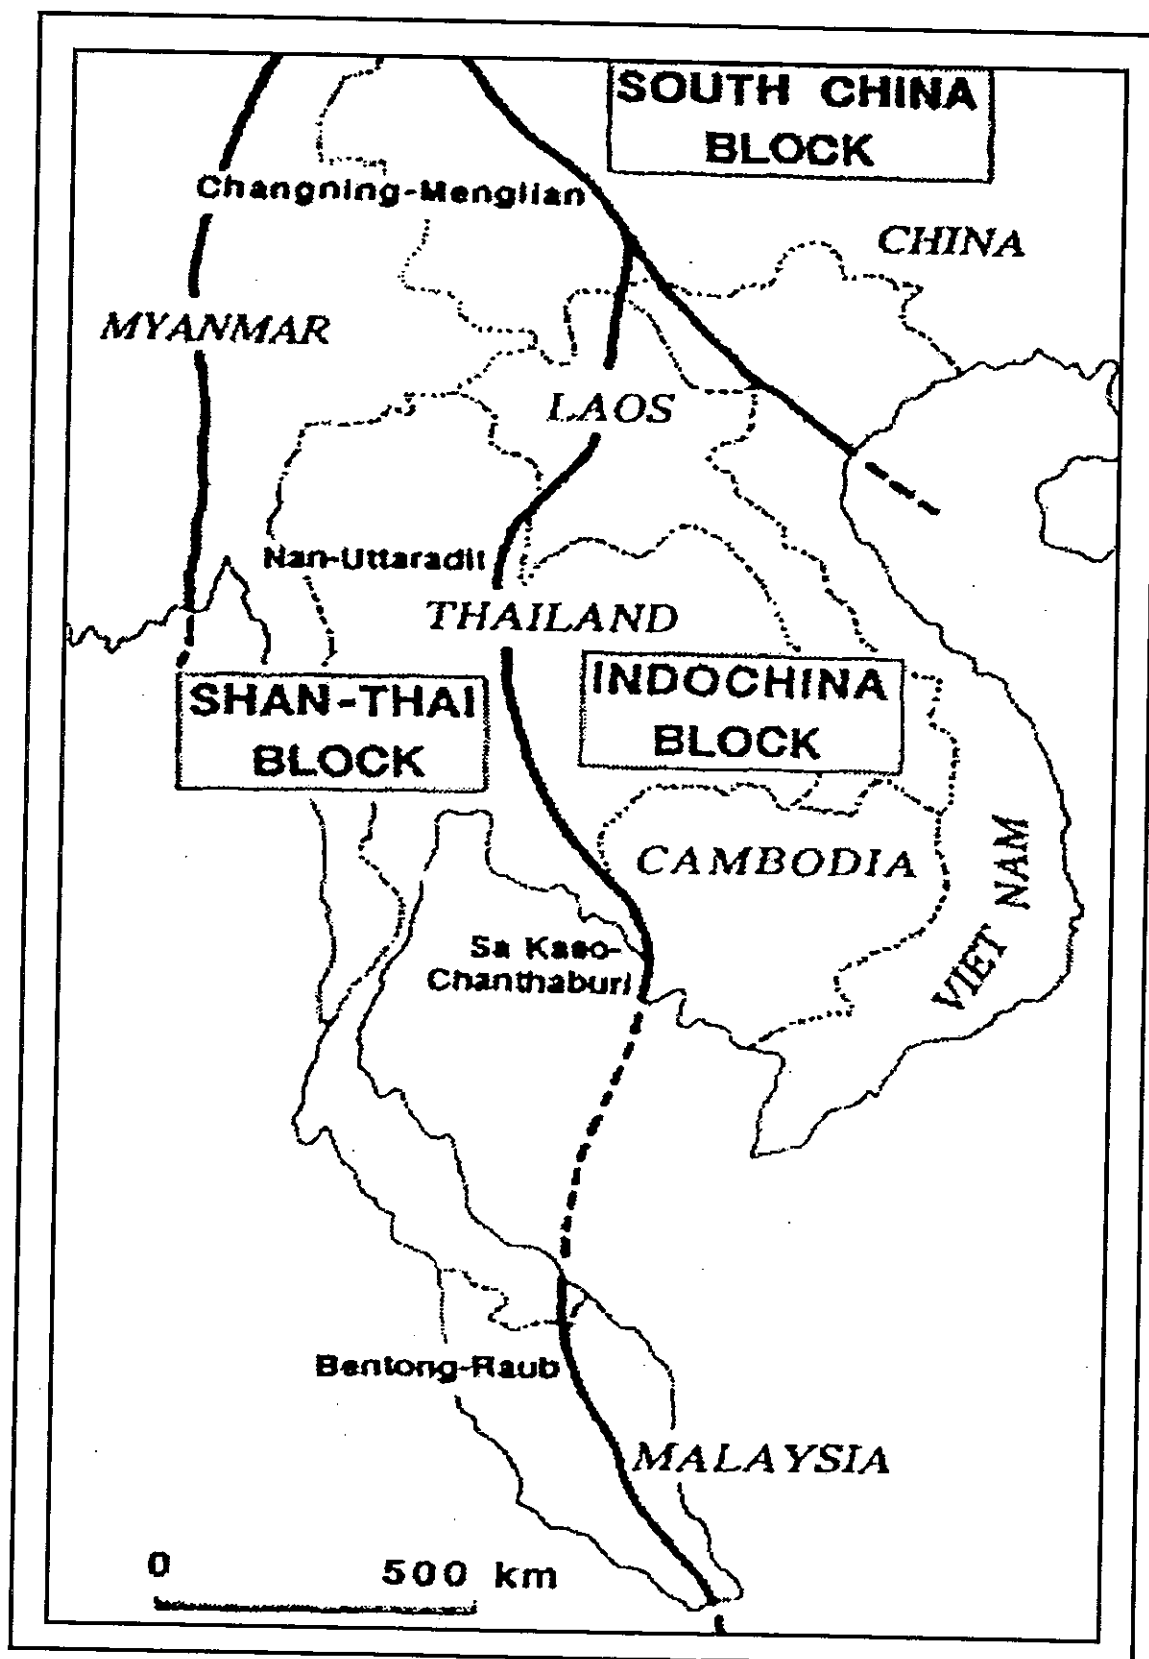 SOUTH CHINA
BLOCK
Changning-Menglian
CHINA
MYANMAR
LAOS
Nan-Uttaradit
THAILAND
SHAN-THAI
BLOCK
INDOCHINA
BLOCK
CAMBODIA
VIET NAM
Sa Kaeo-
Chanthaburi
Bentong-Raub
MALAYSIA
0 500 km